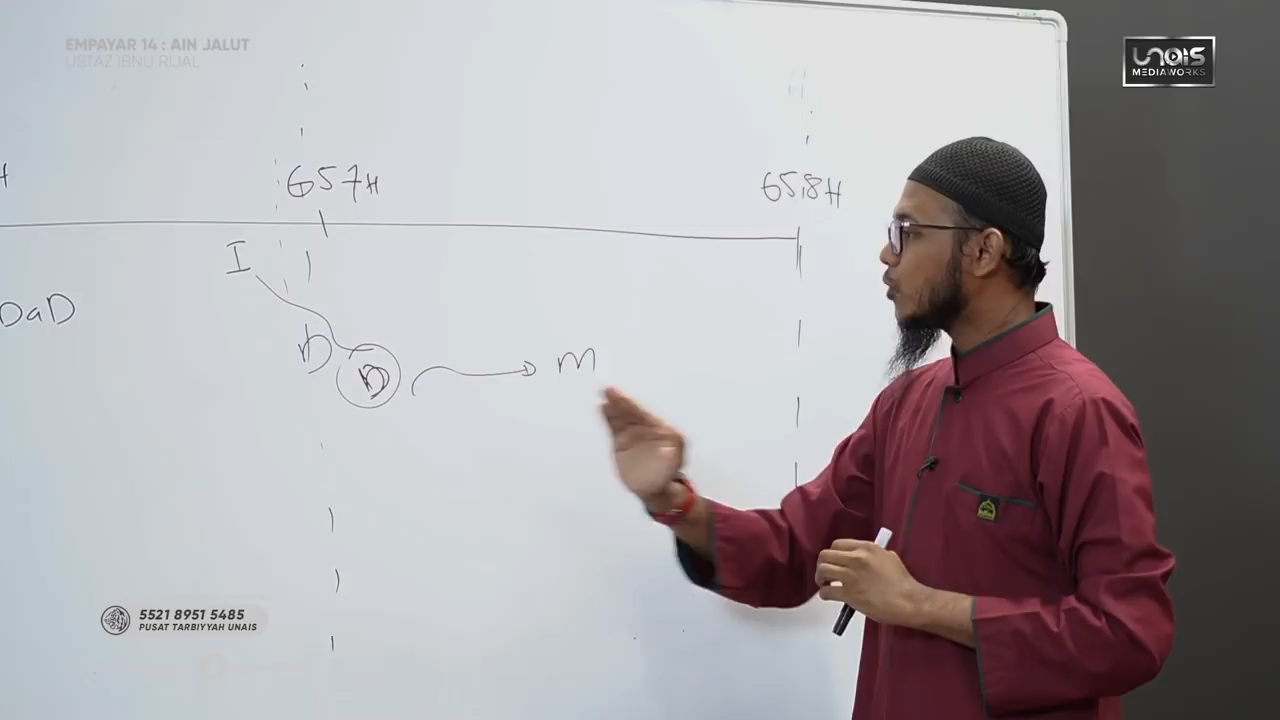 EMPAYAR 14 : AIN JALUT
USTAZ IBNU RIJAL
UNAIS
MEDIAWORKS
H
657H
658H
I
DaD
D
D
m
5521 8951 5485
PUSAT TARBIYYAH UNAIS